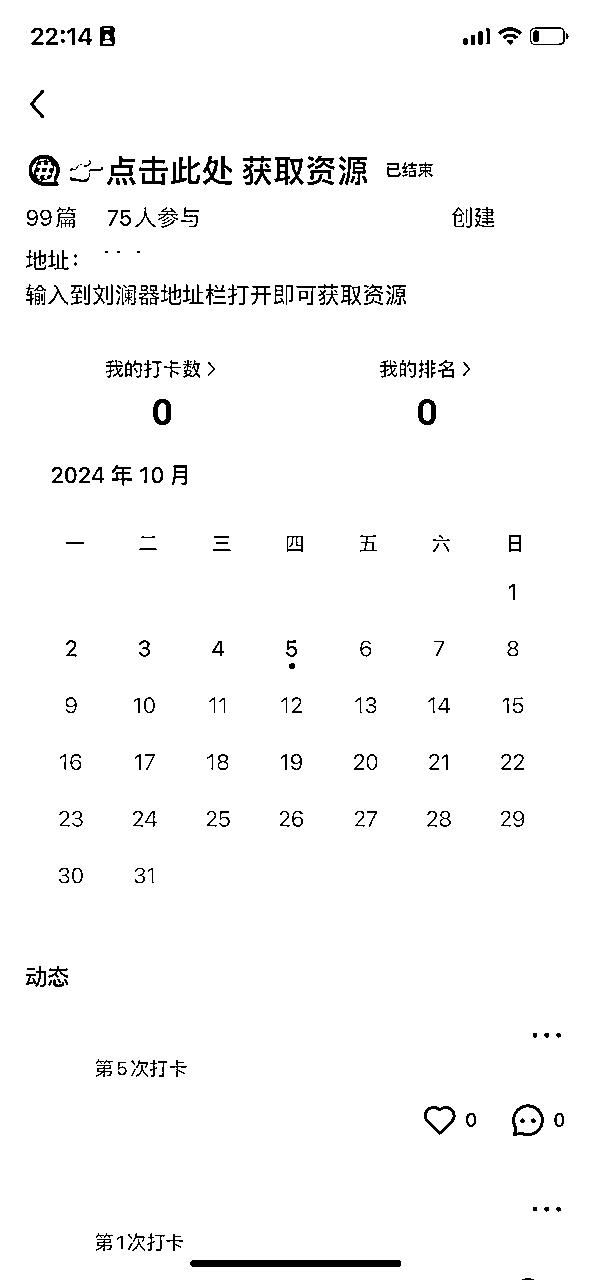 22:14
点击此处 获取资源 已结束
99篇 75人参与 创建
地址：
输入到刘澜器地址栏打开即可获取资源
我的打卡数 我的排名
0 0
2024 年 10 月
一 二 三 四 五 六 日
1
2 3 4 5 6 7 8
9 10 11 12 13 14 15
16 17 18 19 20 21 22
23 24 25 26 27 28 29
30 31
动态
第5次打卡
0 0
第1次打卡